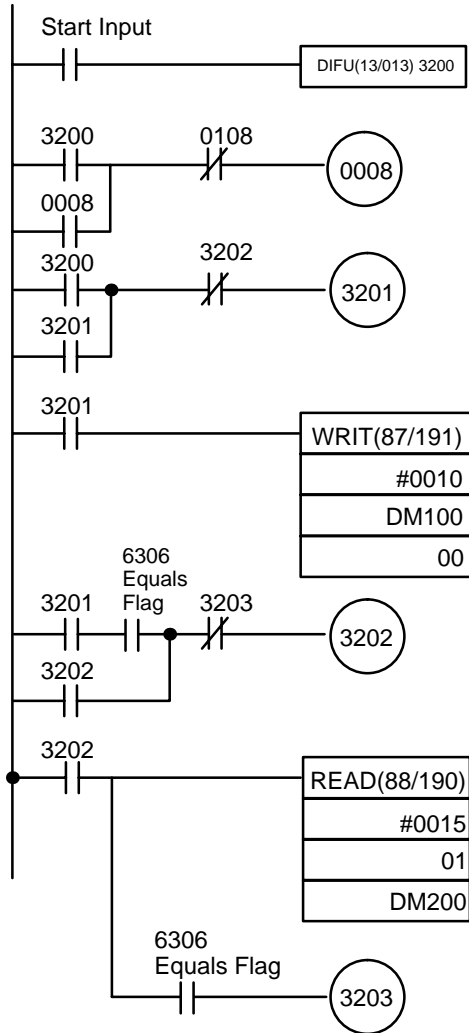 Start Input
DIFU(13/013) 3200
3200
0108
0008
0008
3200
3202
3201
3201
3201
WRIT(87/191)
#0010
DM100
00
6306
Equals
Flag
3201
3203
3202
3202
3202
READ(88/190)
#0015
01
DM200
6306
Equals Flag
3203